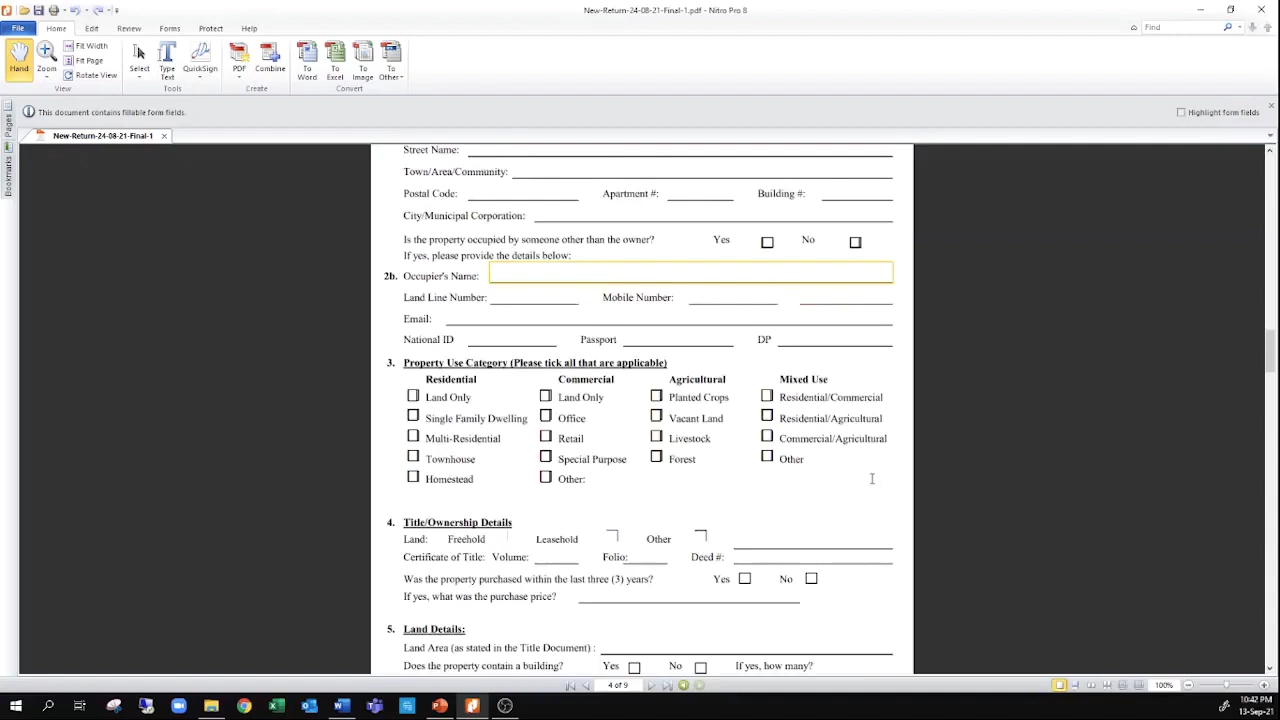 New-Return-24-08-21-Final-1.pdf - Nitro Pro 8
File Home Edit Review Forms Protect Help Find
Fit Width
Fit Page
Rotate View
Hand Zoom Select Type Text QuickSign PDF Combine To Word To Excel To Image To Other
View Tools Create Convert
This document contains fillable form fields. Highlight form fields
New-Return-24-08-21-Final-1
Pages
Bookmarks
Street Name:
Town/Area/Community:
Postal Code: Apartment #: Building #:
City/Municipal Corporation:
Is the property occupied by someone other than the owner? Yes No
If yes, please provide the details below:
2b. Occupier's Name:
Land Line Number: Mobile Number:
Email:
National ID Passport DP
3. Property Use Category (Please tick all that are applicable)
Residential Commercial Agricultural Mixed Use
Land Only Land Only Planted Crops Residential/Commercial
Single Family Dwelling Office Vacant Land Residential/Agricultural
Multi-Residential Retail Livestock Commercial/Agricultural
Townhouse Special Purpose Forest Other
Homestead Other:
4. Title/Ownership Details
Land: Freehold Leasehold Other
Certificate of Title: Volume: Folio: Deed #:
Was the property purchased within the last three (3) years? Yes No
If yes, what was the purchase price?
5. Land Details:
Land Area (as stated in the Title Document) :
Does the property contain a building? Yes No If yes, how many?
4 of 9 100%
10:42 PM
13-Sep-21